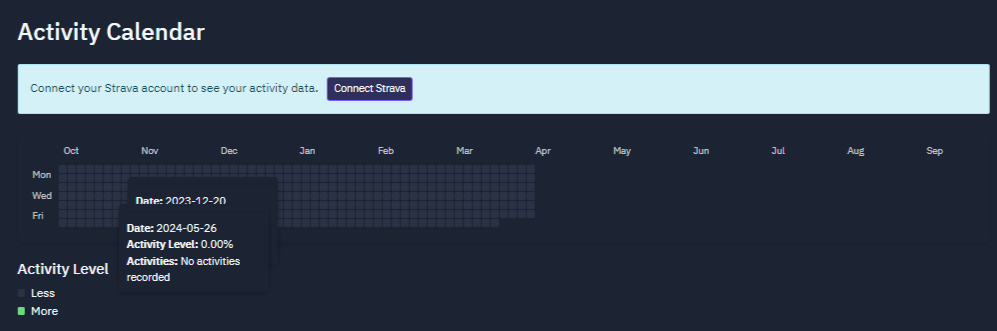 Activity Calendar
Connect your Strava account to see your activity data. Connect Strava
Oct Nov Dec Jan Feb Mar Apr May Jun Jul Aug Sep
Mon
Wed
Fri
Date: 2023-12-20
Date: 2024-05-26
Activity Level: 0.00%
Activities: No activities
recorded
Activity Level
Less
More